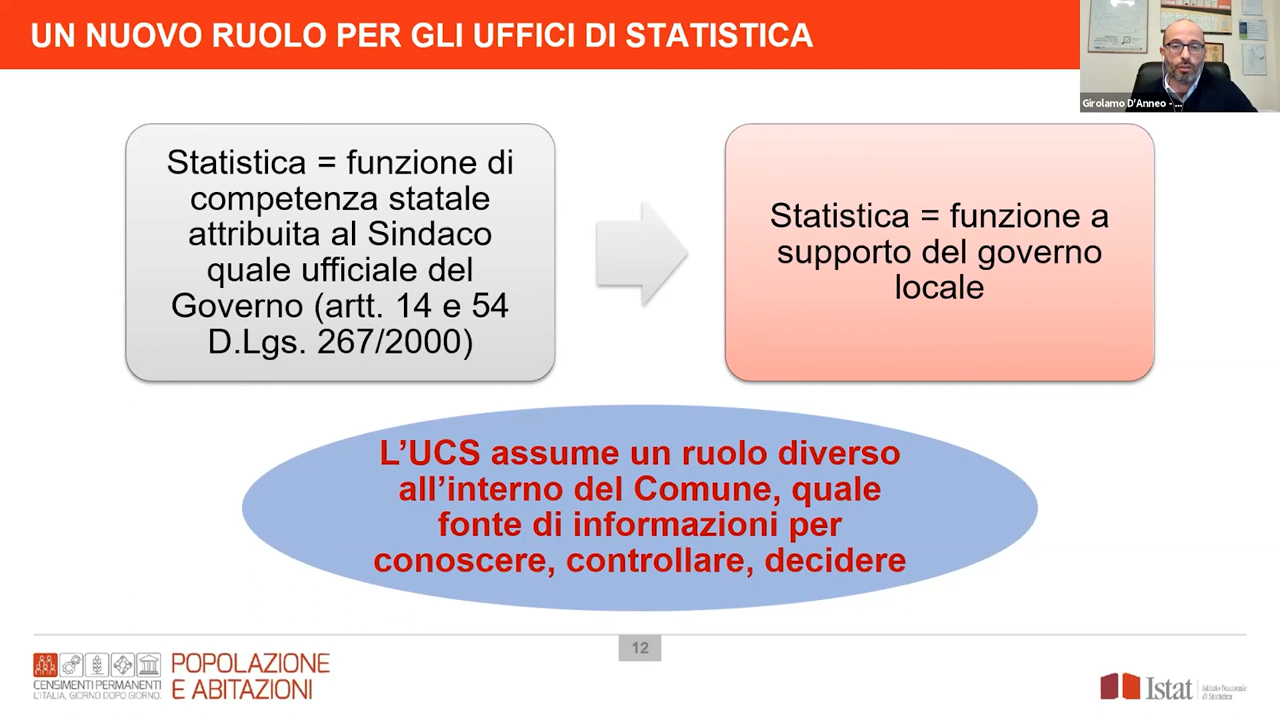 UN NUOVO RUOLO PER GLI UFFICI DI STATISTICA
Girolamo D'Anneo - ...
Statistica = funzione di
competenza statale
attribuita al Sindaco
quale ufficiale del
Governo (artt. 14 e 54
D.Lgs. 267/2000)
Statistica = funzione a
supporto del governo
locale
L’UCS assume un ruolo diverso
all’interno del Comune, quale
fonte di informazioni per
conoscere, controllare, decidere
12
CENSIMENTI PERMANENTI
L'ITALIA, GIORNO DOPO GIORNO.
POPOLAZIONE
E ABITAZIONI
Istat
Istituto Nazionale
di Statistica